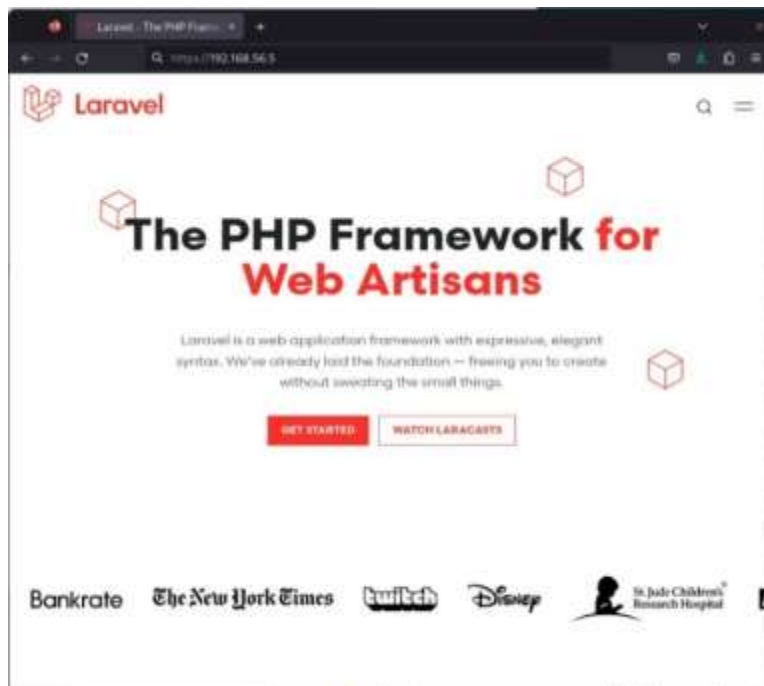 Laravel - The PHP Frame
https://192.168.56.5
Laravel
The PHP Framework for
Web Artisans
Laravel is a web application framework with expressive, elegant
syntax. We've already laid the foundation — freeing you to create
without sweating the small things.
GET STARTED
WATCH LARACASTS
Bankrate
The New York Times
twitch
Disney
St. Jude Children's
Research Hospital